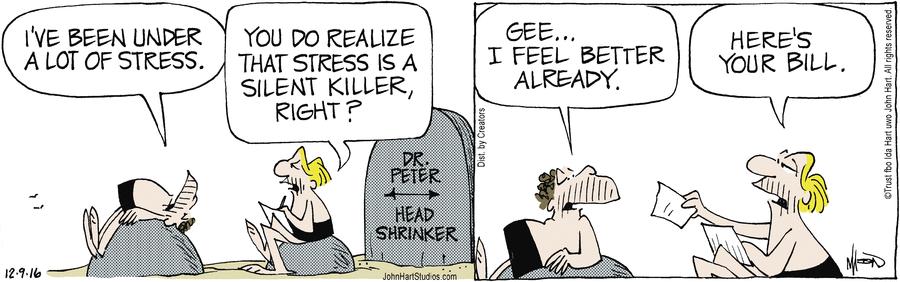 I'VE BEEN UNDER
A LOT OF STRESS.
YOU DO REALIZE
THAT STRESS IS A
SILENT KILLER,
RIGHT?
DR.
PETER
HEAD
SHRINKER
12.9.16
JohnHartStudios.com
Dist. by Creators
GEE...
I FEEL BETTER
ALREADY.
HERE'S
YOUR BILL.
©Trust fbo Ida Hart uwo John Hart. All rights reserved.